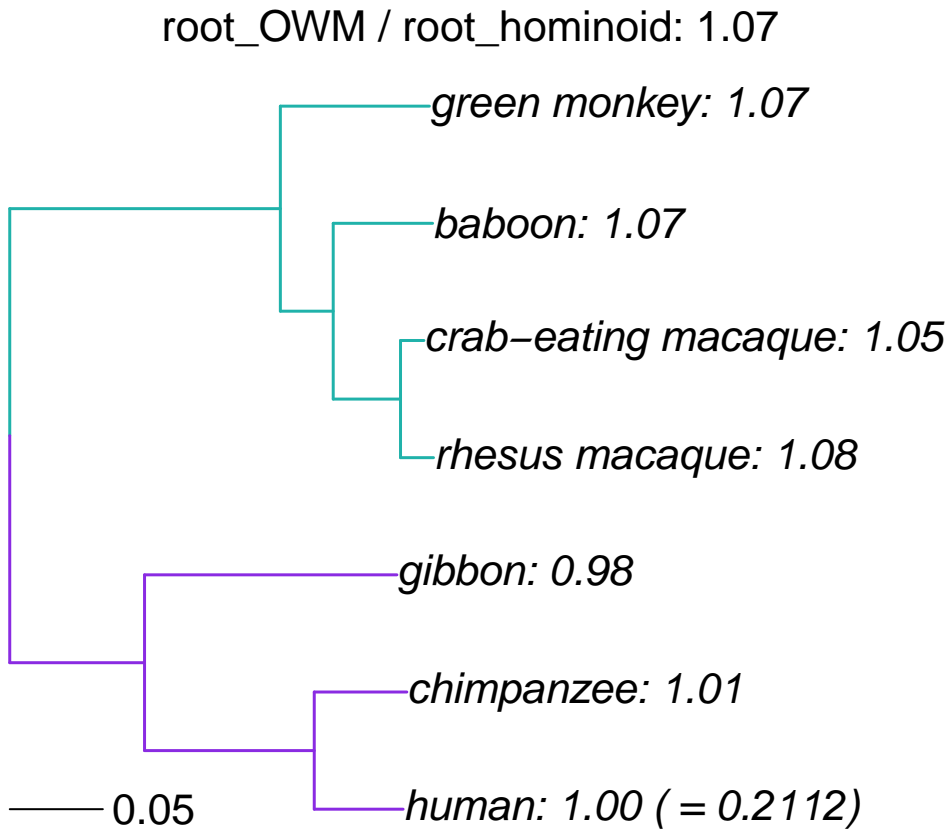 root_OWM / root_hominoid: 1.07
green monkey: 1.07
baboon: 1.07
crab−eating macaque: 1.05
rhesus macaque: 1.08
gibbon: 0.98
chimpanzee: 1.01
human: 1.00 ( = 0.2112)
0.05